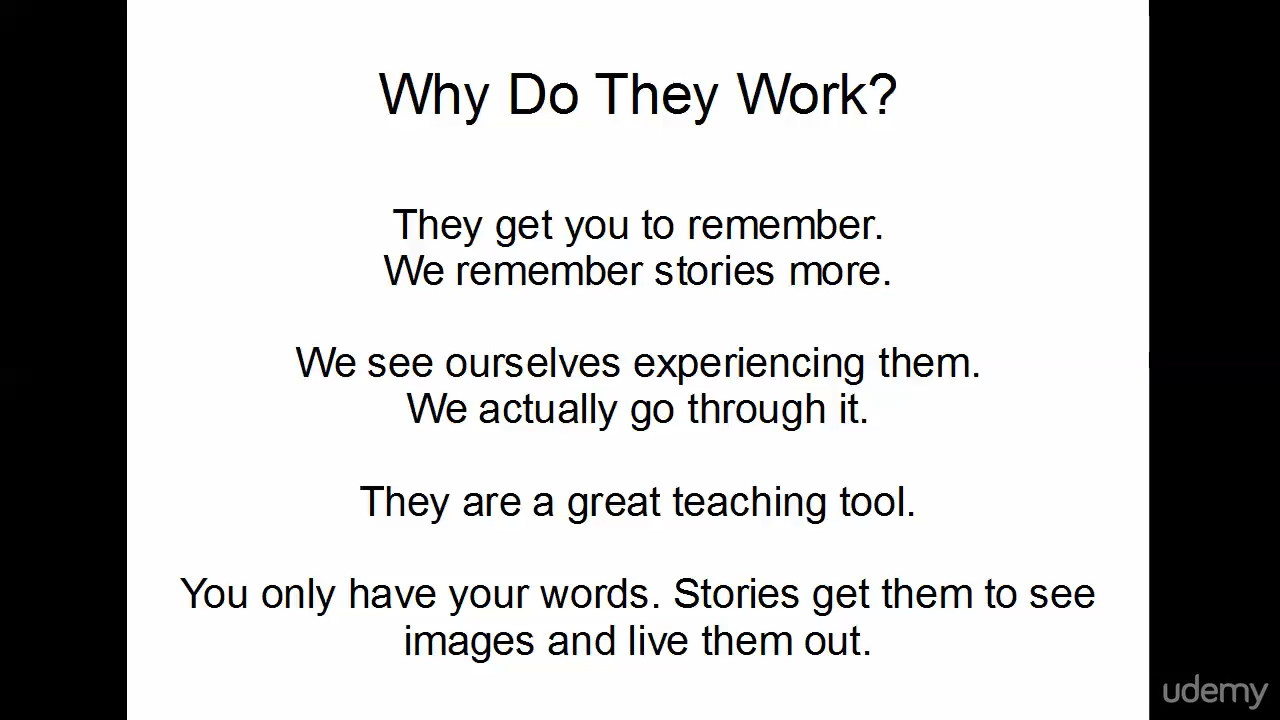 Why Do They Work?
They get you to remember.
We remember stories more.
We see ourselves experiencing them.
We actually go through it.
They are a great teaching tool.
You only have your words. Stories get them to see
images and live them out.
udemy